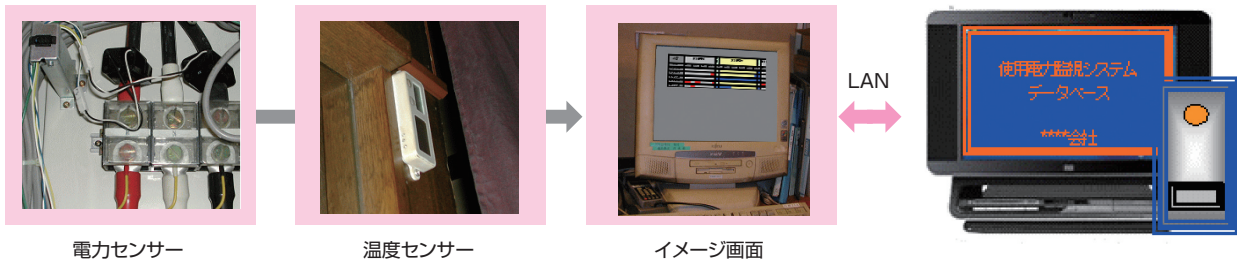 LAN
使用電力監視システム
データベース
****会社
電力センサー
温度センサー
イメージ画面